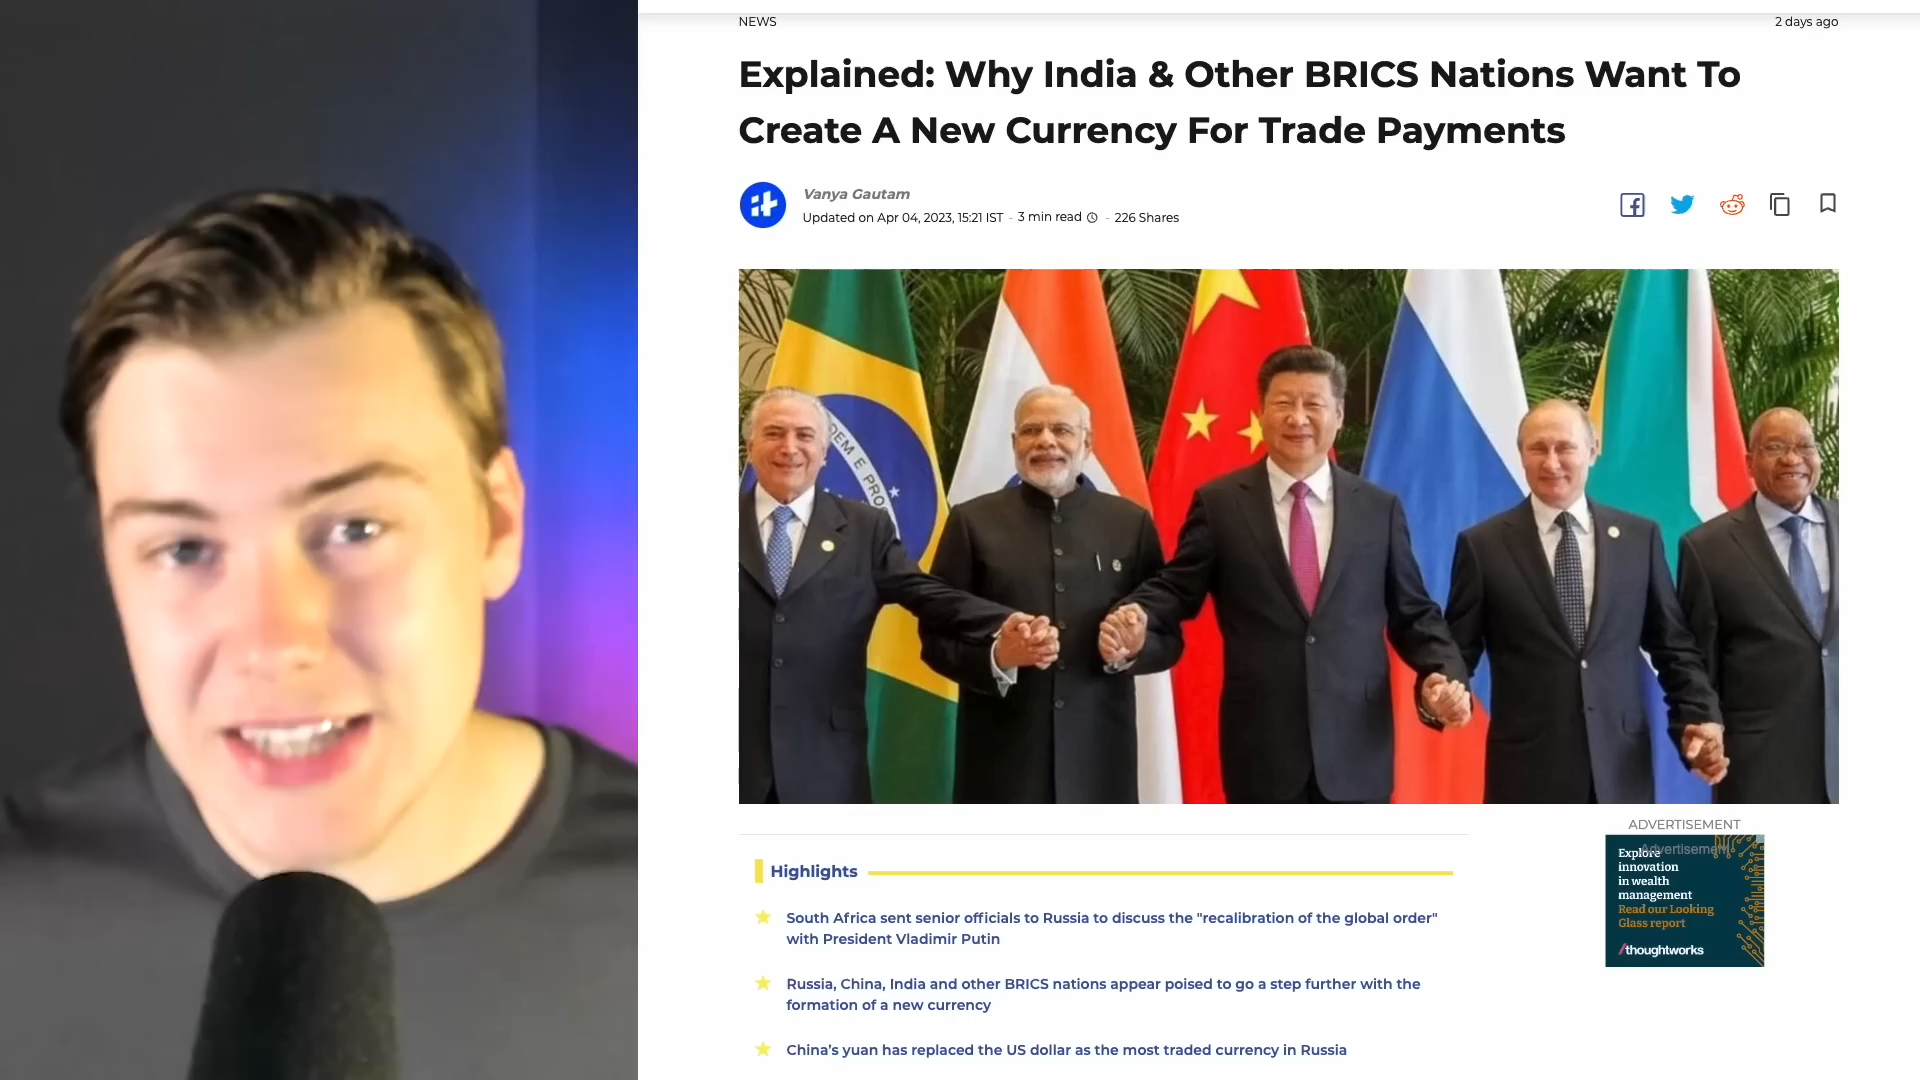 NEWS
2 days ago
Explained: Why India & Other BRICS Nations Want To
Create A New Currency For Trade Payments
Vanya Gautam
Updated on Apr 04, 2023, 15:21 IST - 3 min read - 226 Shares
DEM E PRO
ADVERTISEMENT
Advertisement
Explore
innovation
in wealth
management
Read our Looking
Glass report
/thoughtworks
Highlights
South Africa sent senior officials to Russia to discuss the "recalibration of the global order"
with President Vladimir Putin
Russia, China, India and other BRICS nations appear poised to go a step further with the
formation of a new currency
China's yuan has replaced the US dollar as the most traded currency in Russia